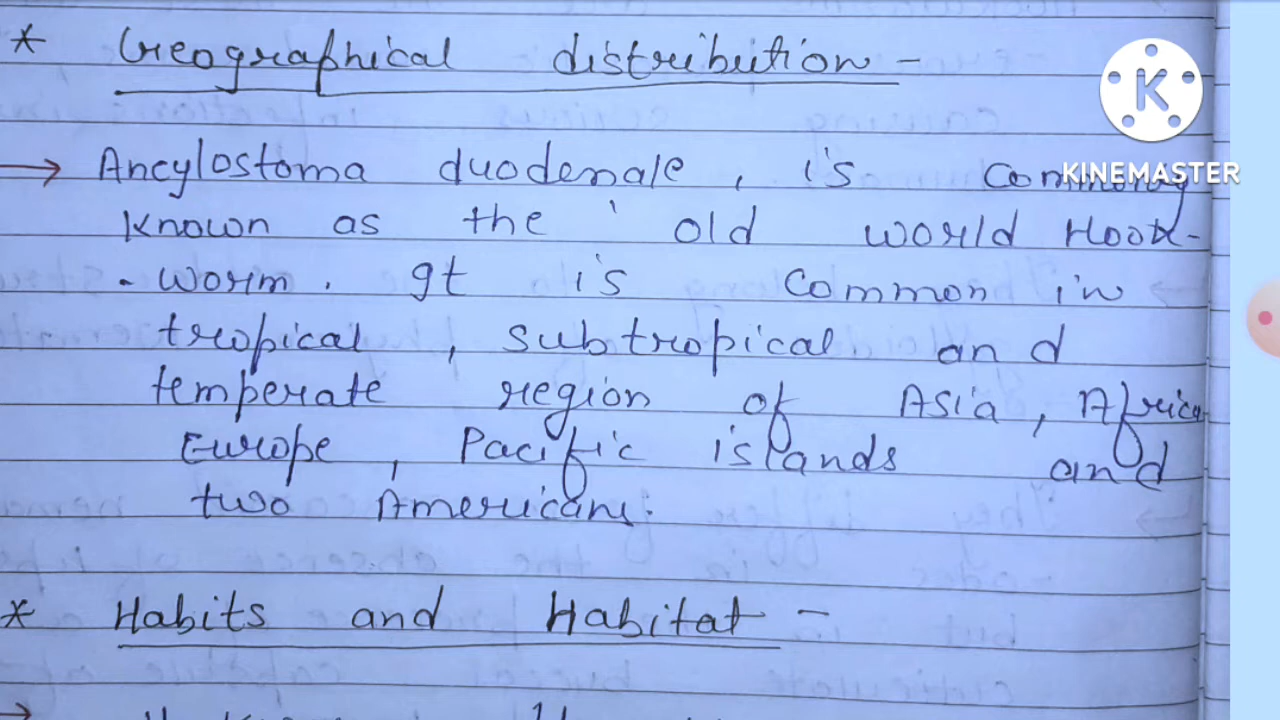 * Geographical distribution -
→ Ancylostoma duodenale, is commonly
known as the ' old world Hook-
- worm. It is common in
tropical, subtropical and
temperate region of Asia, Africa
Europe, Pacific islands and
two Americans.
* Habits and Habitat -
→
K
KINEMASTER